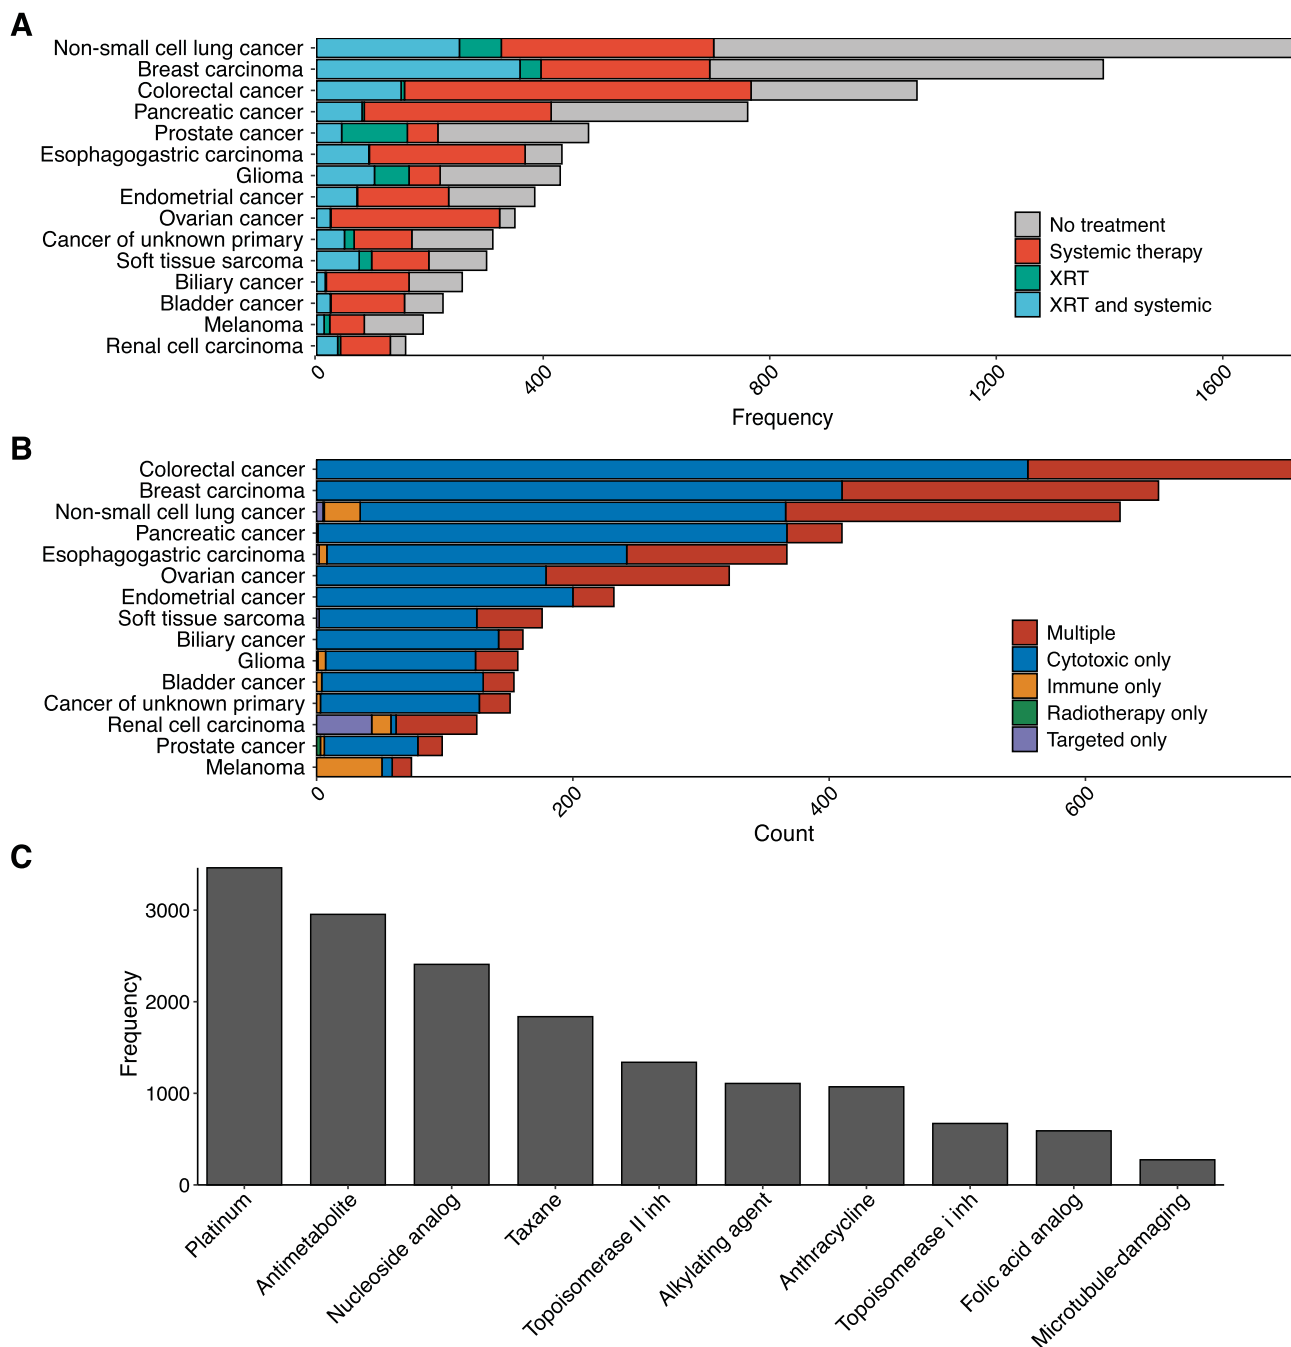 A
Non-small cell lung cancer
Breast carcinoma
Colorectal cancer
Pancreatic cancer
Prostate cancer
Esophagogastric carcinoma
Glioma
Endometrial cancer
Ovarian cancer
Cancer of unknown primary
Soft tissue sarcoma
Biliary cancer
Bladder cancer
Melanoma
Renal cell carcinoma
No treatment
Systemic therapy
XRT
XRT and systemic
0 400 800 1200 1600
Frequency
B
Colorectal cancer
Breast carcinoma
Non-small cell lung cancer
Pancreatic cancer
Esophagogastric carcinoma
Ovarian cancer
Endometrial cancer
Soft tissue sarcoma
Biliary cancer
Glioma
Bladder cancer
Cancer of unknown primary
Renal cell carcinoma
Prostate cancer
Melanoma
Multiple
Cytotoxic only
Immune only
Radiotherapy only
Targeted only
0 200 400 600
Count
C
Frequency
3000
2000
1000
0
Platinum
Antimetabolite
Nucleoside analog
Taxane
Topoisomerase II inh
Alkylating agent
Anthracycline
Topoisomerase i inh
Folic acid analog
Microtubule-damaging